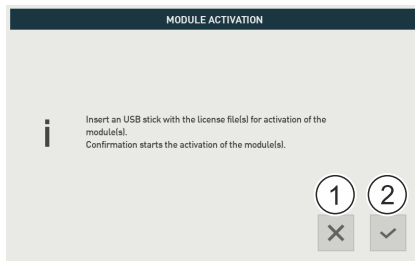 MODULE ACTIVATION
Insert an USB stick with the license file(s) for activation of the
module(s).
Confirmation starts the activation of the module(s).
1 2